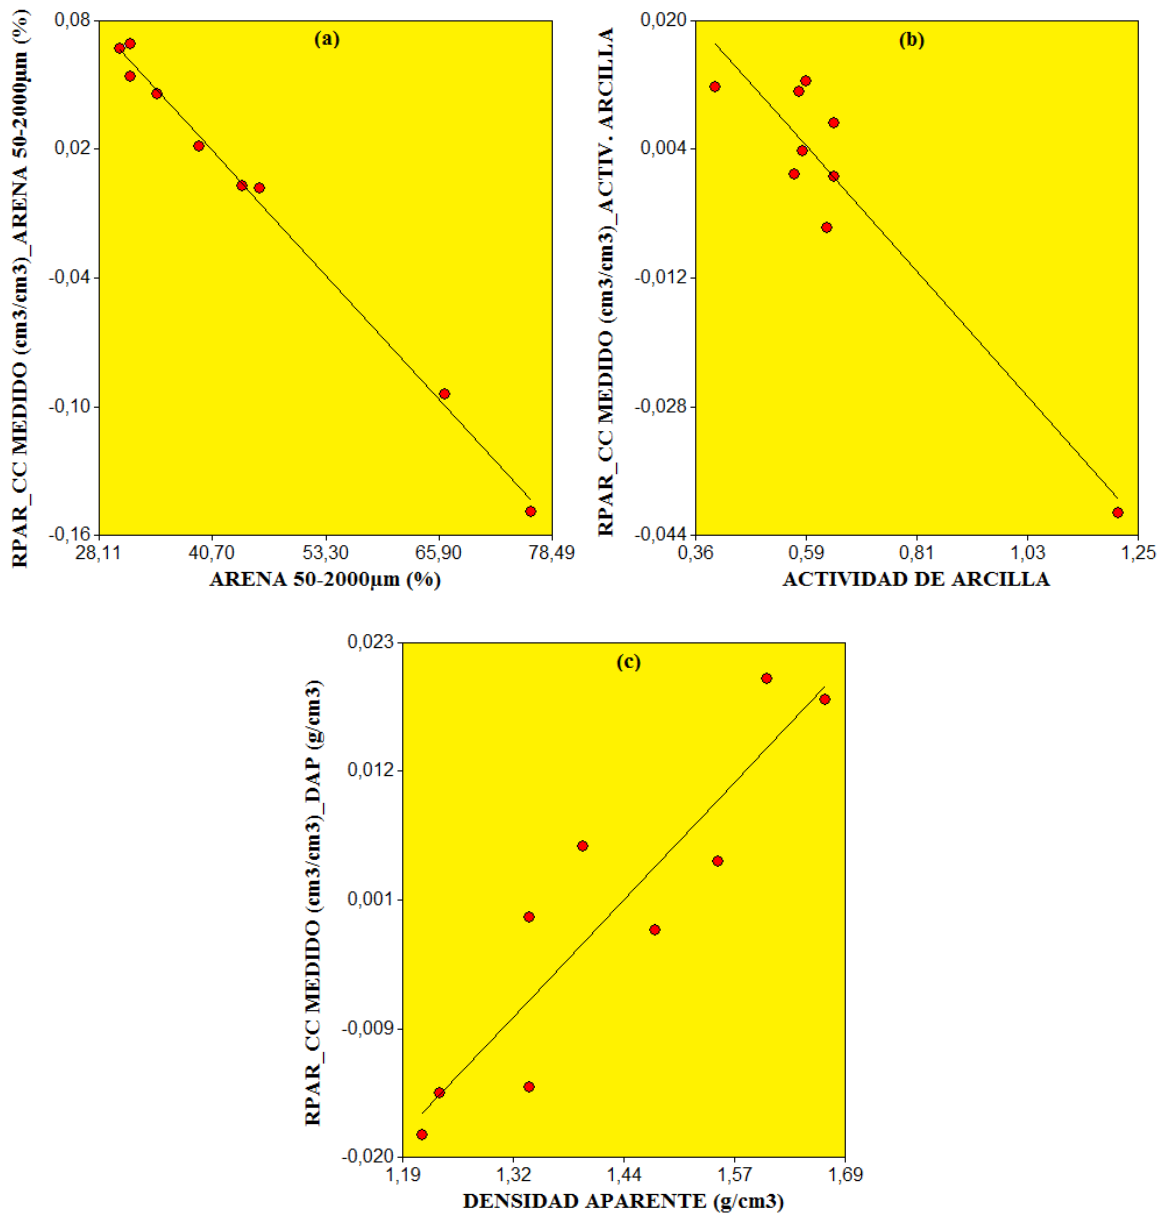 RPAR_CC MEDIDO (cm3/cm3)_ARENA 50-2000µm (%)
(a)
0,08
0,02
-0,04
-0,10
-0,16
28,11 40,70 53,30 65,90 78,49
ARENA 50-2000µm (%)
RPAR_CC MEDIDO (cm3/cm3)_ACTIV. ARCILLA
(b)
0,020
0,004
-0,012
-0,028
-0,044
0,36 0,59 0,81 1,03 1,25
ACTIVIDAD DE ARCILLA
RPAR_CC MEDIDO (cm3/cm3)_DAP (g/cm3)
(c)
0,023
0,012
0,001
-0,009
-0,020
1,19 1,32 1,44 1,57 1,69
DENSIDAD APARENTE (g/cm3)